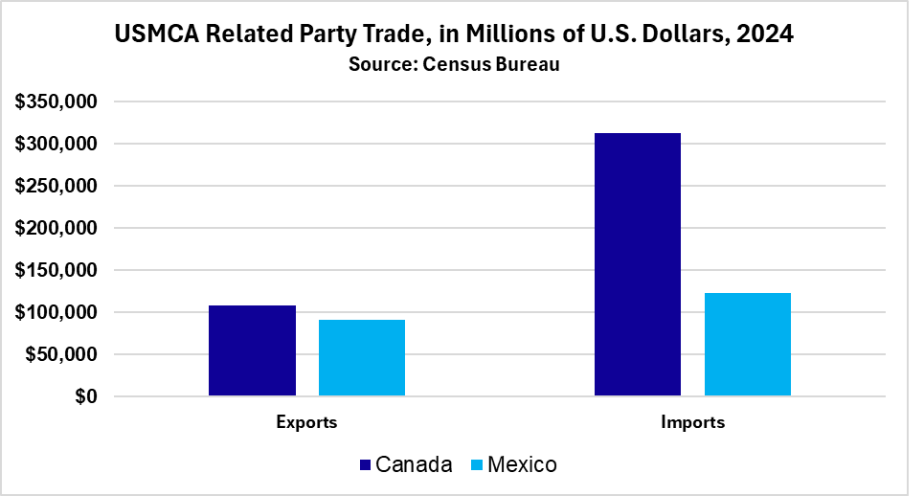 USMCA Related Party Trade, in Millions of U.S. Dollars, 2024
Source: Census Bureau
$350,000
$300,000
$250,000
$200,000
$150,000
$100,000
$50,000
$0
Exports Imports
Canada Mexico